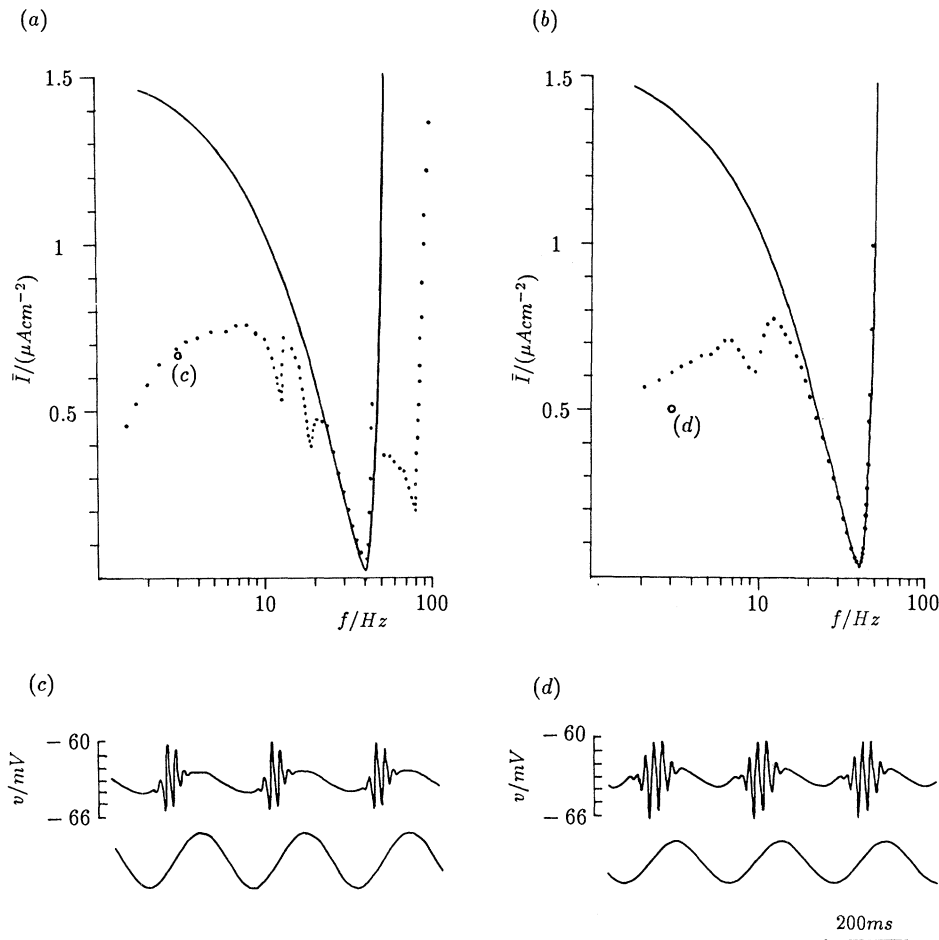 (a)
(b)
1.5
1
0.5
Ī/(μAcm⁻²)
(c)
10
100
f/Hz
1.5
1
0.5
Ī/(μAcm⁻²)
(d)
10
100
f/Hz
(c)
(d)
− 60
− 66
v/mV
− 60
− 66
v/mV
200ms